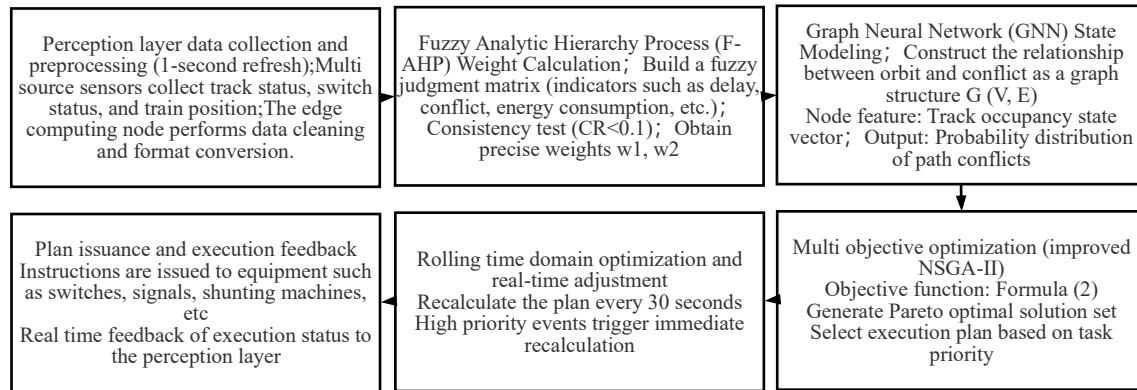 Perception layer data collection and
preprocessing (1-second refresh);Multi
source sensors collect track status, switch
status, and train position;The edge
computing node performs data cleaning
and format conversion.
Fuzzy Analytic Hierarchy Process (F-
AHP) Weight Calculation； Build a fuzzy
judgment matrix (indicators such as delay,
conflict, energy consumption, etc.)；
Consistency test (CR<0.1)； Obtain
precise weights w1, w2
Graph Neural Network (GNN) State
Modeling； Construct the relationship
between orbit and conflict as a graph
structure G (V, E)
Node feature: Track occupancy state
vector； Output: Probability distribution
of path conflicts
Multi objective optimization (improved
NSGA-II)
Objective function: Formula (2)
Generate Pareto optimal solution set
Select execution plan based on task
priority
Rolling time domain optimization and
real-time adjustment
Recalculate the plan every 30 seconds
High priority events trigger immediate
recalculation
Plan issuance and execution feedback
Instructions are issued to equipment such
as switches, signals, shunting machines,
etc
Real time feedback of execution status to
the perception layer